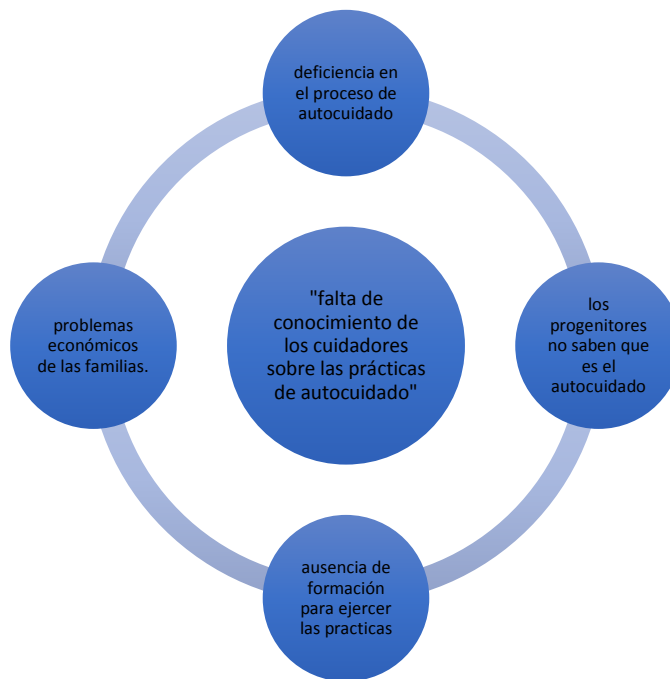 deficiencia en
el proceso de
autocuidado
problemas
económicos
de las familias.
"falta de
conocimiento de
los cuidadores
sobre las prácticas
de autocuidado"
los
progenitores
no saben que
es el
autocuidado
ausencia de
formación
para ejercer
las practicas